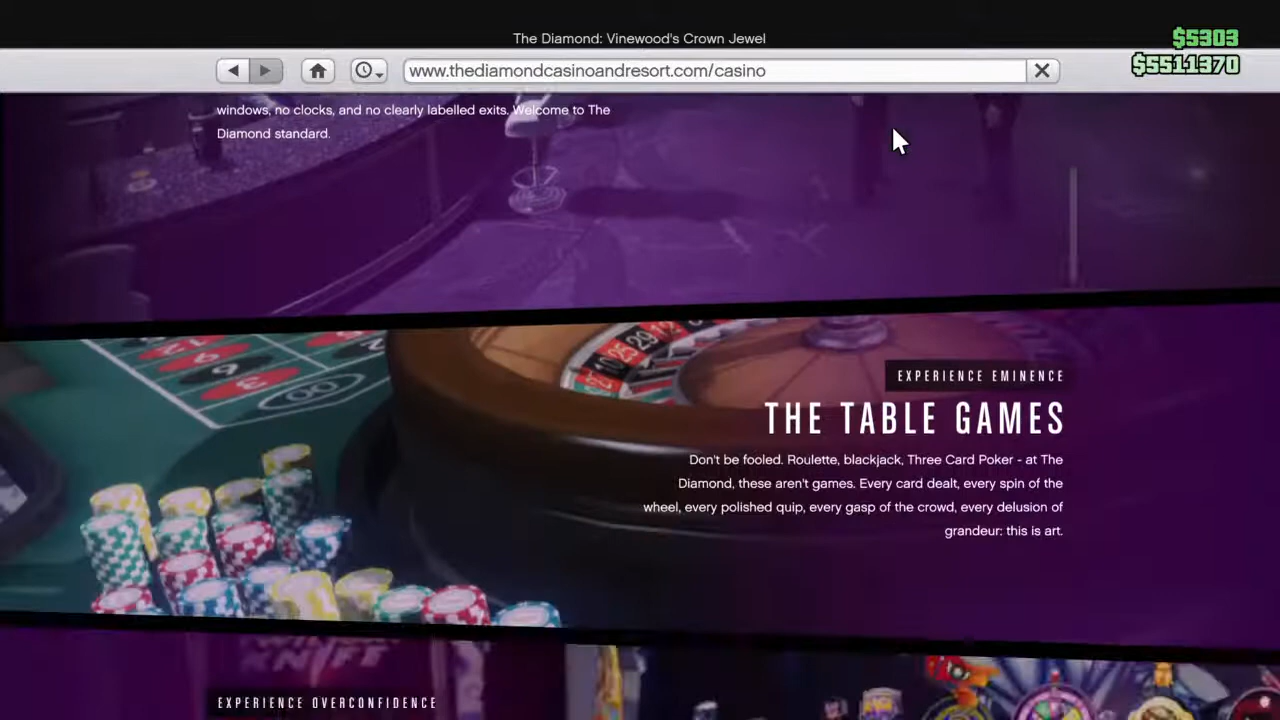 The Diamond: Vinewood's Crown Jewel
$5303
www.thediamondcasinoandresort.com/casino
$5511370
windows, no clocks, and no clearly labelled exits. Welcome to The
Diamond standard.
EXPERIENCE EMINENCE
THE TABLE GAMES
Don't be fooled. Roulette, blackjack, Three Card Poker - at The
Diamond, these aren't games. Every card dealt, every spin of the
wheel, every polished quip, every gasp of the crowd, every delusion of
grandeur: this is art.
EXPERIENCE OVERCONFIDENCE